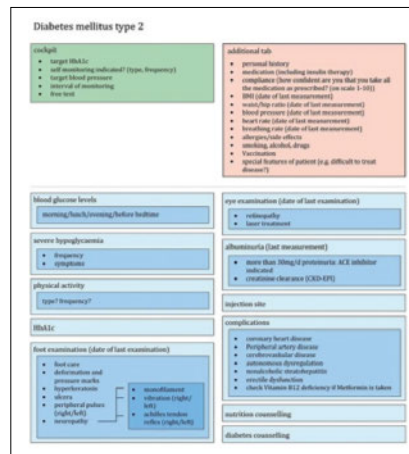 Diabetes mellitus type 2
cockpit
target HbA1c
self monitoring indicated? (type, frequency)
target blood pressure
interval of monitoring
free text
additional tab
personal history
medication (including insulin therapy)
compliance (how confident are you that you take all
the medication as prescribed? (on scale 1-10))
BMI (date of last measurement)
waist/hip ratio (date of last measurement)
blood pressure (date of last measurement)
heart rate (date of last measurement)
breathing rate (date of last measurement)
allergies/side effects
smoking, alcohol, drugs
Vaccination
special features of patient (e.g. difficult to treat
disease?)
blood glucose levels
morning/lunch/evening/before bedtime
severe hypoglycaemia
frequency
symptoms
physical activity
type? frequency?
HbA1c
foot examination (date of last examination)
foot care
deformation and
pressure marks
hyperkeratosis
ulcera
peripheral pulses
(right/left)
neuropathy
monofilament
vibration (right/
left)
achilles tendon
reflex (right/left)
eye examination (date of last examination)
retinopathy
laser treatment
albuminuria (last measurement)
more than 30mg/d proteinuria: ACE inhibitor
indicated
creatinine clearance (CKD-EPI)
injection site
complications
coronary heart disease
Peripheral artery disease
cerebrovascular disease
autonomous dysregulation
nonalcoholic steatohepatitis
erectile dysfunction
check Vitamin B12 deficiency if Metformin is taken
nutrition counselling
diabetes counselling